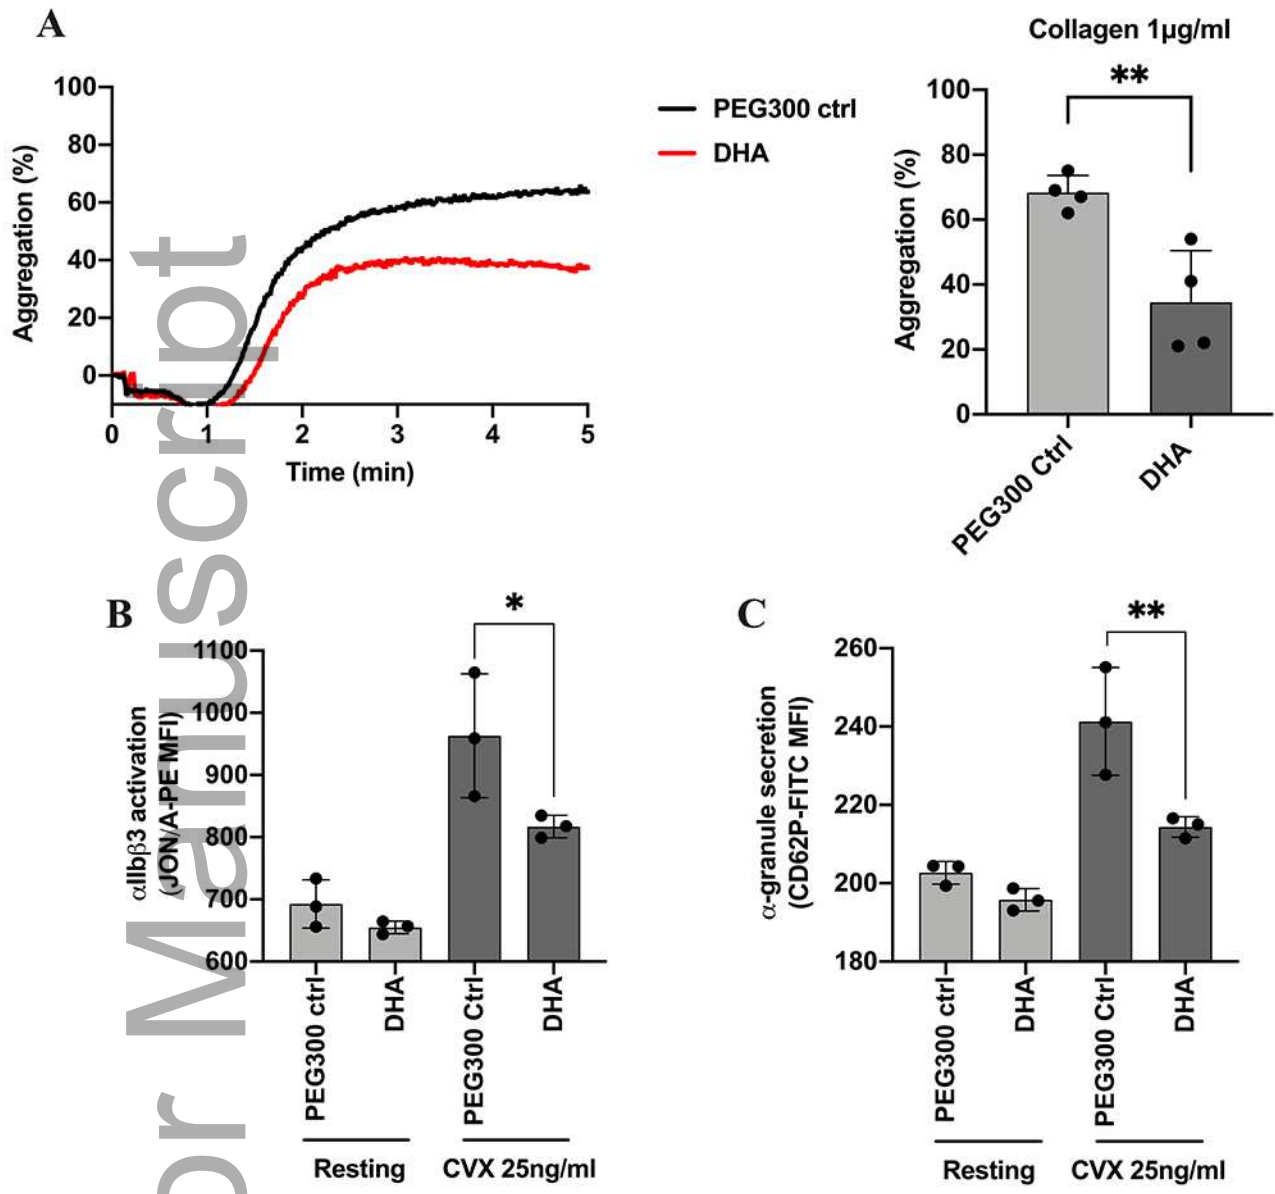 A
Collagen 1µg/ml
**
100
80
60
40
20
0
Aggregation (%)
0 1 2 3 4 5
Time (min)
PEG300 ctrl
DHA
100
80
60
40
20
0
Aggregation (%)
PEG300 Ctrl
DHA
B
*
1100
1000
900
800
700
600
αIIbβ3 activation
(JON/A-PE MFI)
PEG300 ctrl
DHA
PEG300 Ctrl
DHA
Resting
CVX 25ng/ml
C
**
260
240
220
200
180
α-granule secretion
(CD62P-FITC MFI)
PEG300 ctrl
DHA
PEG300 Ctrl
DHA
Resting
CVX 25ng/ml
or Manuscript